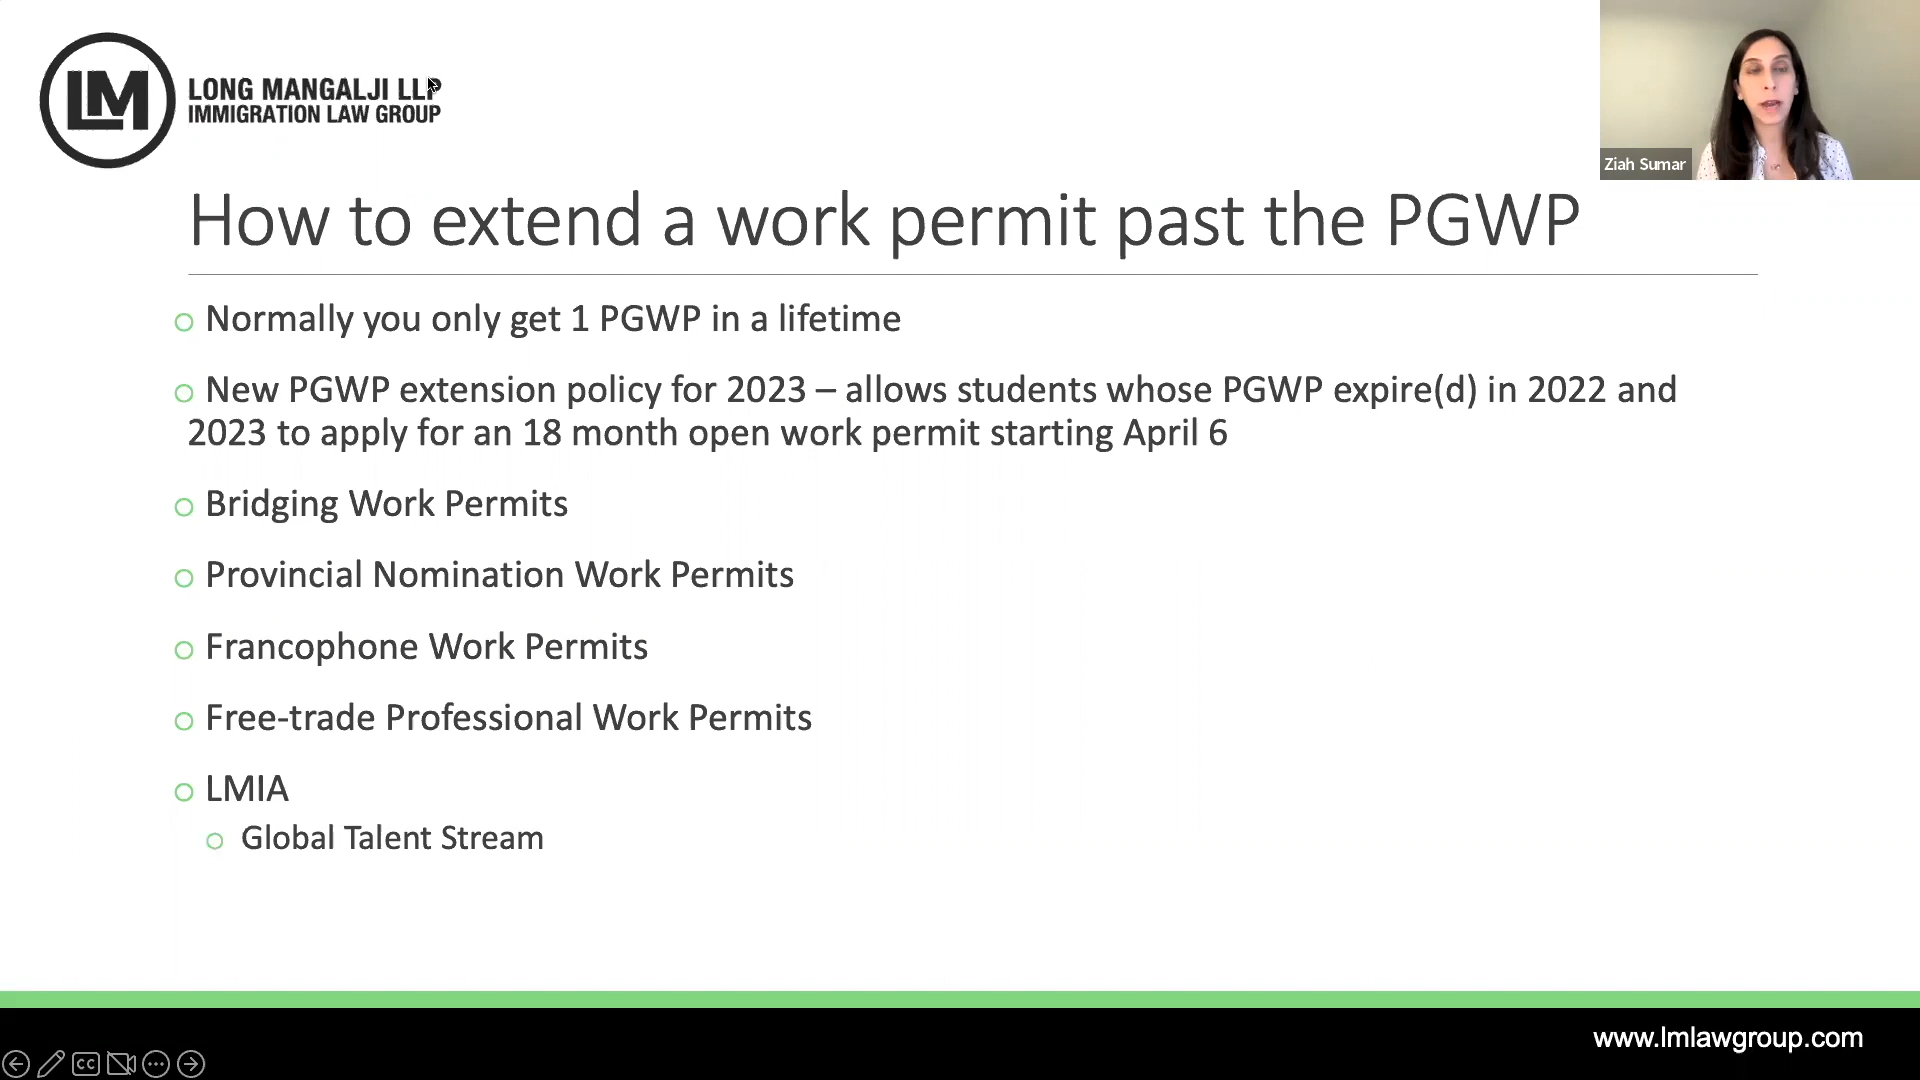 LM
LONG MANGALJI LLP
IMMIGRATION LAW GROUP
Ziah Sumar
How to extend a work permit past the PGWP
Normally you only get 1 PGWP in a lifetime
New PGWP extension policy for 2023 – allows students whose PGWP expire(d) in 2022 and
2023 to apply for an 18 month open work permit starting April 6
Bridging Work Permits
Provincial Nomination Work Permits
Francophone Work Permits
Free-trade Professional Work Permits
LMIA
Global Talent Stream
www.lmlawgroup.com
CC